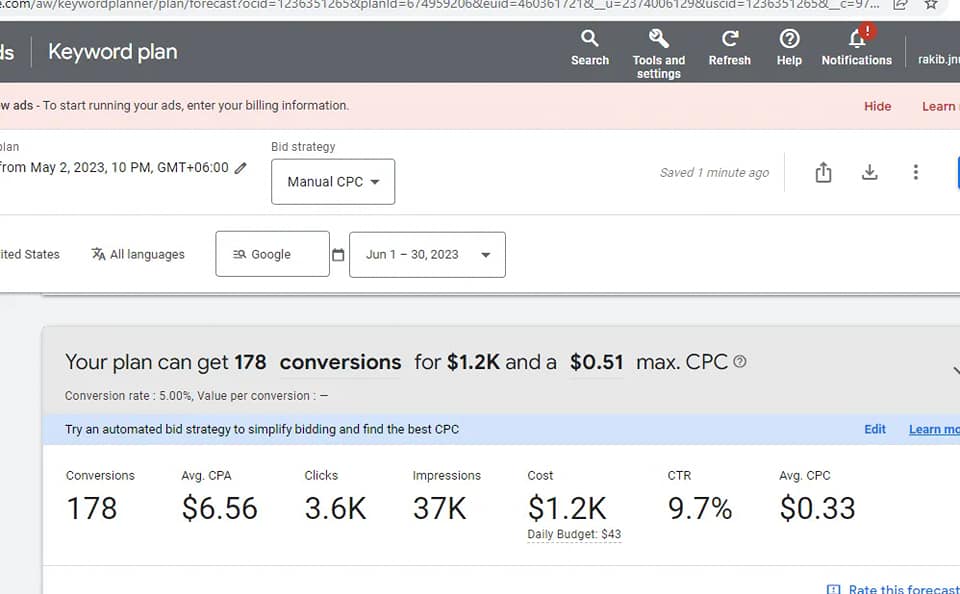 e.com/aw/keywordplanner/plan/forecast?ocid=1236351265&planId=674959206&euid=460361721&__u=2374006129&uscid=1236351265&__c=97...
ds Keyword plan
Search
Tools and settings
Refresh
Help
!
Notifications
rakib.jn
w ads - To start running your ads, enter your billing information.
Hide Learn
plan
from May 2, 2023, 10 PM, GMT+06:00
Bid strategy
Manual CPC
Saved 1 minute ago
ited States
All languages
Google
Jun 1 – 30, 2023
Your plan can get 178 conversions for $1.2K and a $0.51 max. CPC
Conversion rate : 5.00%, Value per conversion : —
Try an automated bid strategy to simplify bidding and find the best CPC
Edit Learn mo
Conversions Avg. CPA Clicks Impressions Cost CTR Avg. CPC
178 $6.56 3.6K 37K $1.2K 9.7% $0.33
Daily Budget: $43
Rate this forecast